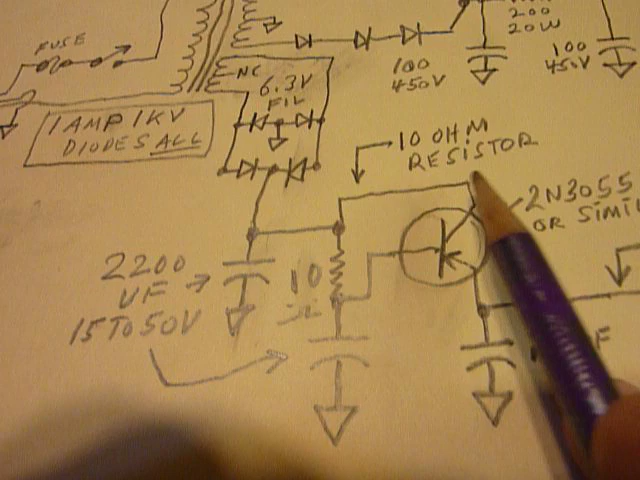 FUSE
200
20W
NC
6.3V
FIL
100
450V
100
450V
1 AMP 1KV
DIODES ALL
10 OHM
RESISTOR
2N3055
OR SIMI
2200
UF
15 TO 50V
10
Ω
F